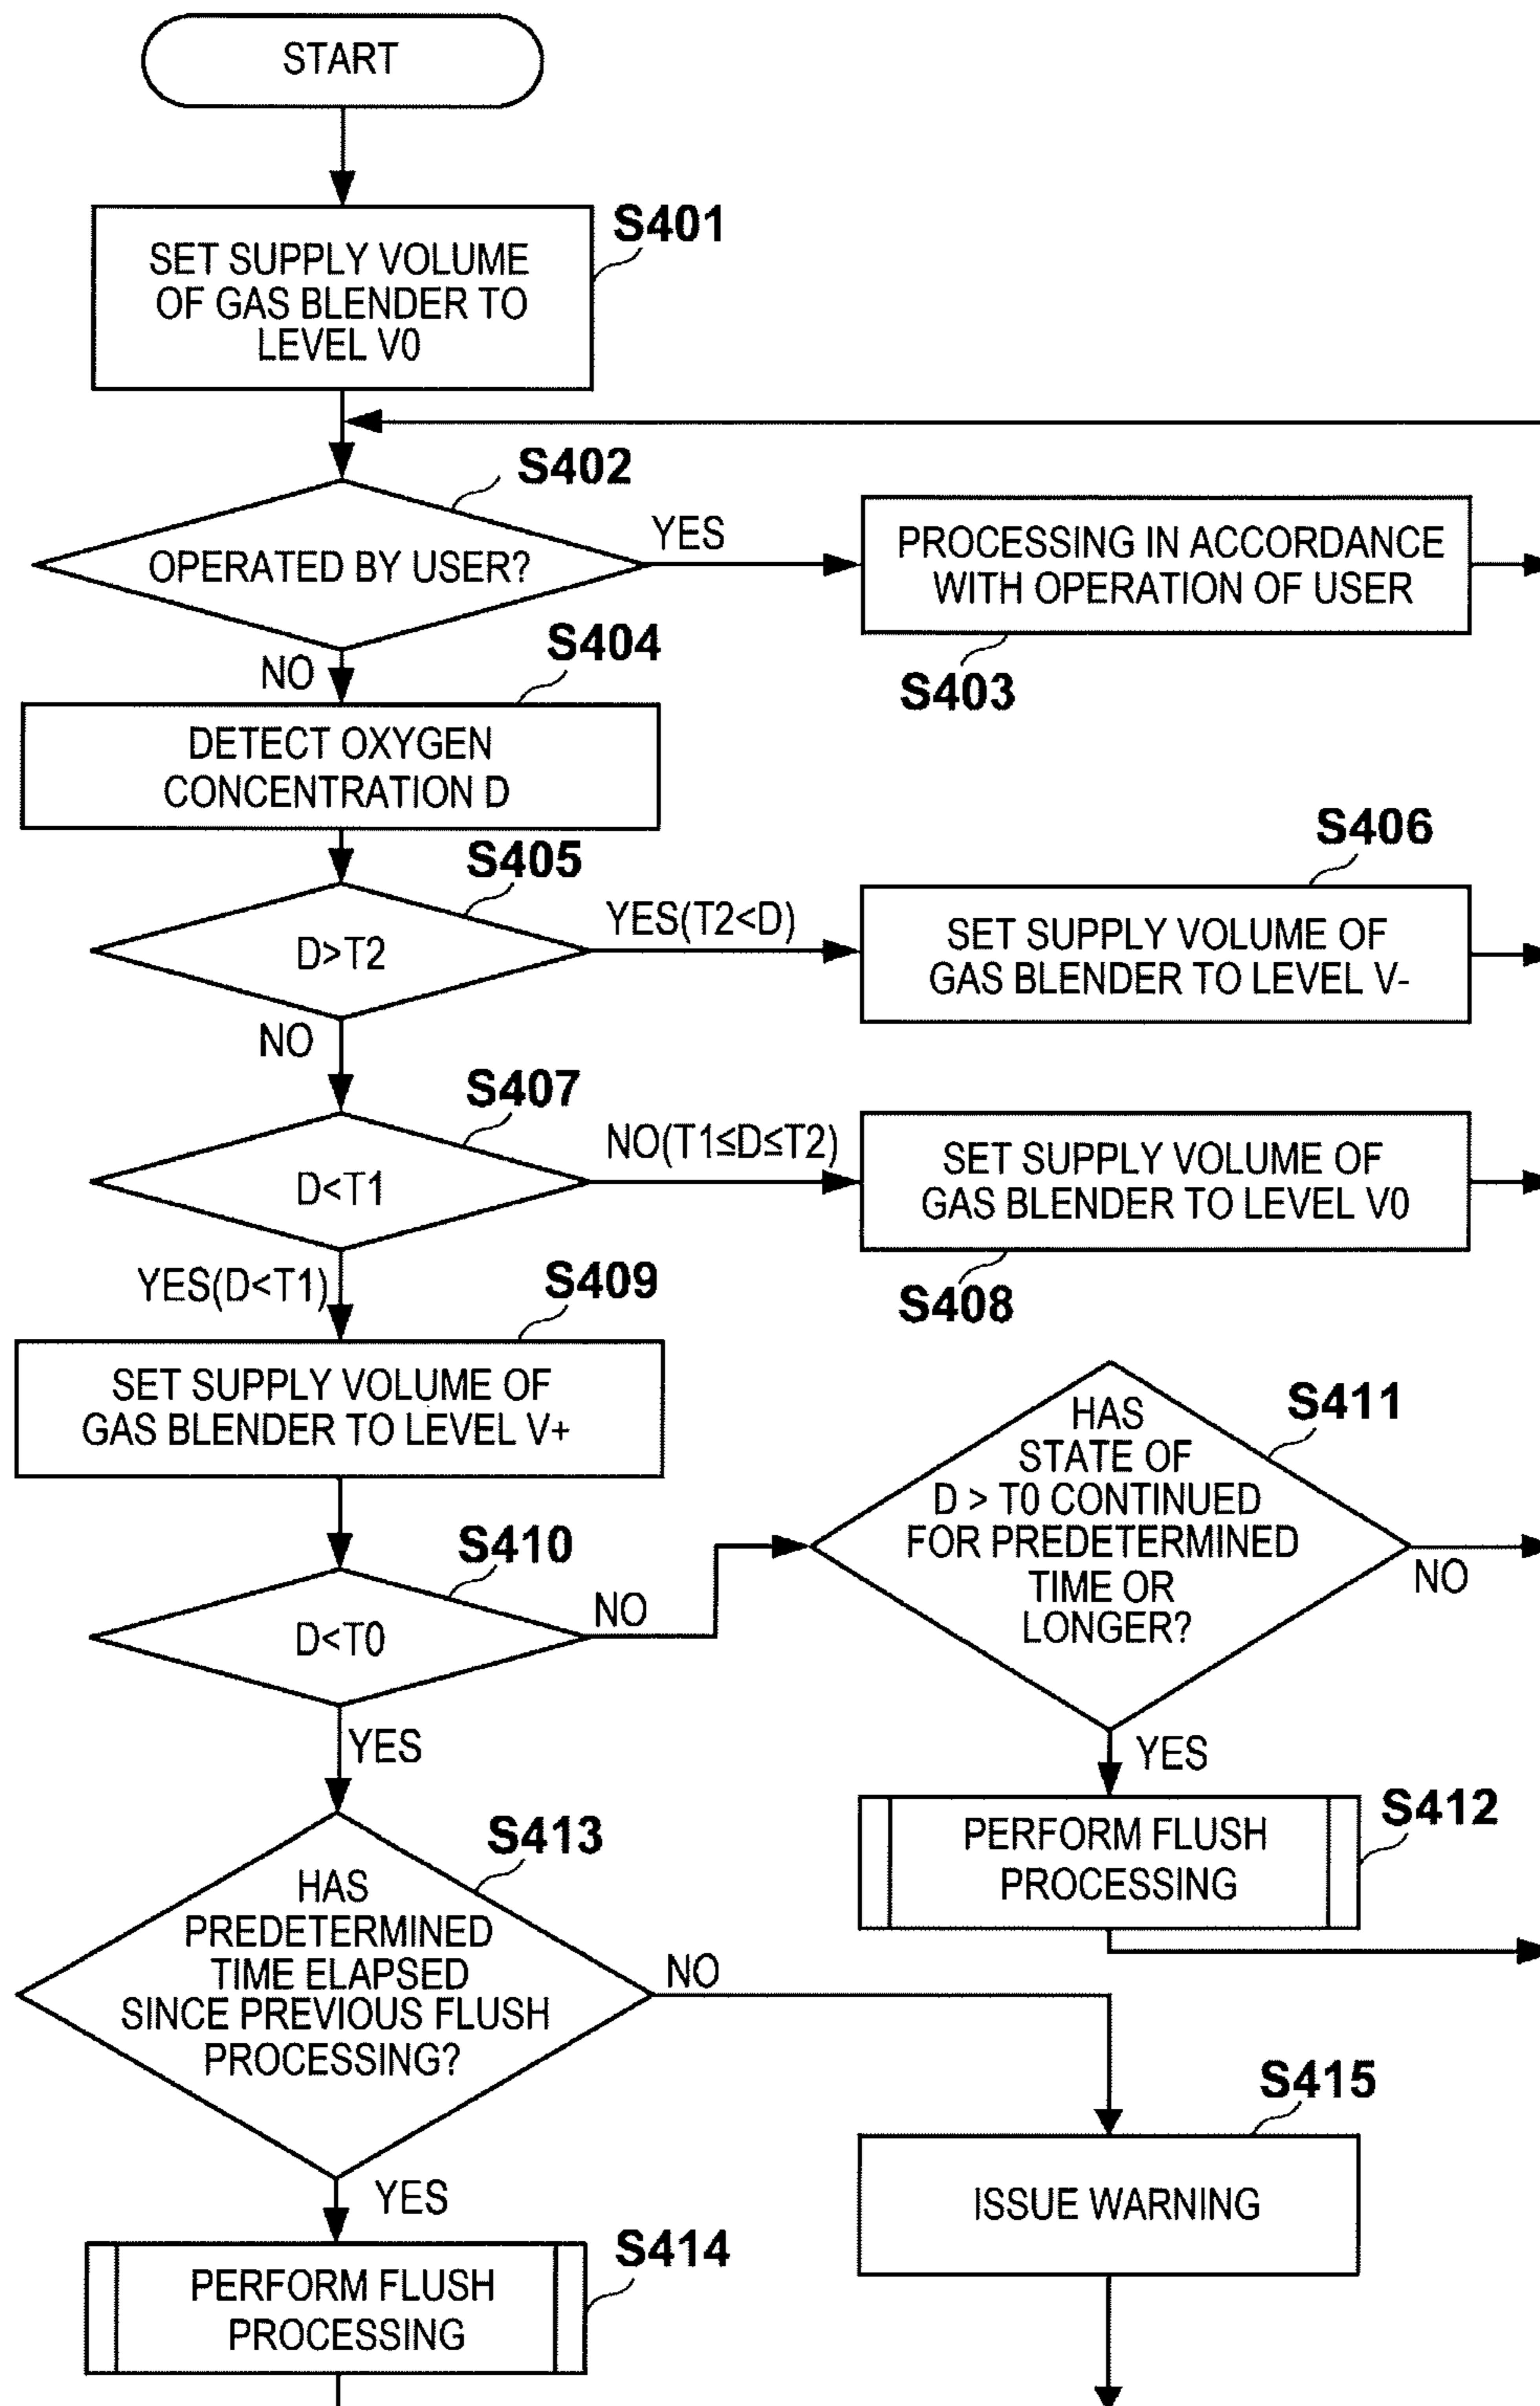 START
S401
SET SUPPLY VOLUME
OF GAS BLENDER TO
LEVEL V0
S402
OPERATED BY USER?
YES
PROCESSING IN ACCORDANCE
WITH OPERATION OF USER
S403
NO
S404
DETECT OXYGEN
CONCENTRATION D
S405
D>T2
YES(T2<D)
S406
SET SUPPLY VOLUME OF
GAS BLENDER TO LEVEL V-
NO
S407
D<T1
NO(T1≤D≤T2)
SET SUPPLY VOLUME OF
GAS BLENDER TO LEVEL V0
S408
YES(D<T1)
S409
SET SUPPLY VOLUME OF
GAS BLENDER TO LEVEL V+
S410
D<T0
NO
S411
HAS
STATE OF
D > T0 CONTINUED
FOR PREDETERMINED
TIME OR
LONGER?
NO
YES
S412
PERFORM FLUSH
PROCESSING
YES
S413
HAS
PREDETERMINED
TIME ELAPSED
SINCE PREVIOUS FLUSH
PROCESSING?
NO
S415
ISSUE WARNING
YES
S414
PERFORM FLUSH
PROCESSING